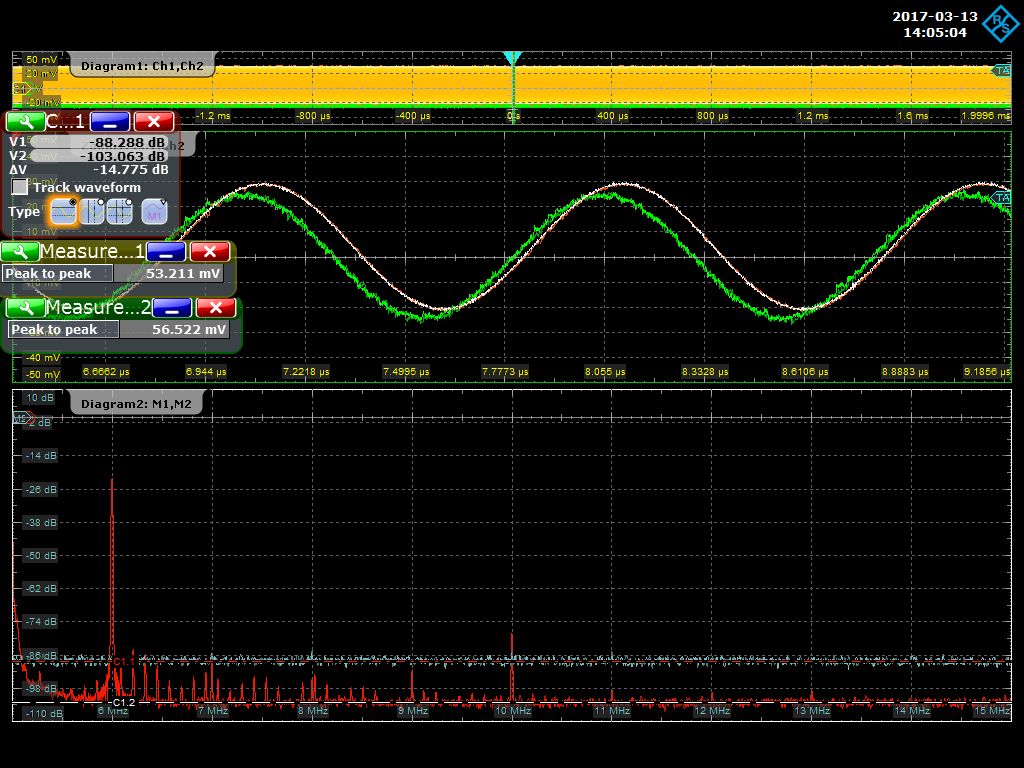 2017-03-13
14:05:04
R&S
Diagram1: Ch1,Ch2
50 mV
20 mV
-20 mV
TA
-1.2 ms -800 µs -400 µs 0 s 400 µs 800 µs 1.2 ms 1.6 ms 1.9996 ms
C...1
V1 -88.288 dB
V2 -103.063 dB
ΔV -14.775 dB
Track waveform
Type
M1
TA
10 mV
Measure...1
Peak to peak 53.211 mV
Measure...2
Peak to peak 56.522 mV
-40 mV
-50 mV
6.6662 µs 6.944 µs 7.2218 µs 7.4995 µs 7.7773 µs 8.055 µs 8.3328 µs 8.6106 µs 8.8883 µs 9.1856 µs
Diagram2: M1,M2
10 dB
M2
-2 dB
-14 dB
-26 dB
-38 dB
-50 dB
-62 dB
-74 dB
-86 dB
C1.1
-98 dB
C1.2
-110 dB
6 MHz 7 MHz 8 MHz 9 MHz 10 MHz 11 MHz 12 MHz 13 MHz 14 MHz 15 MHz